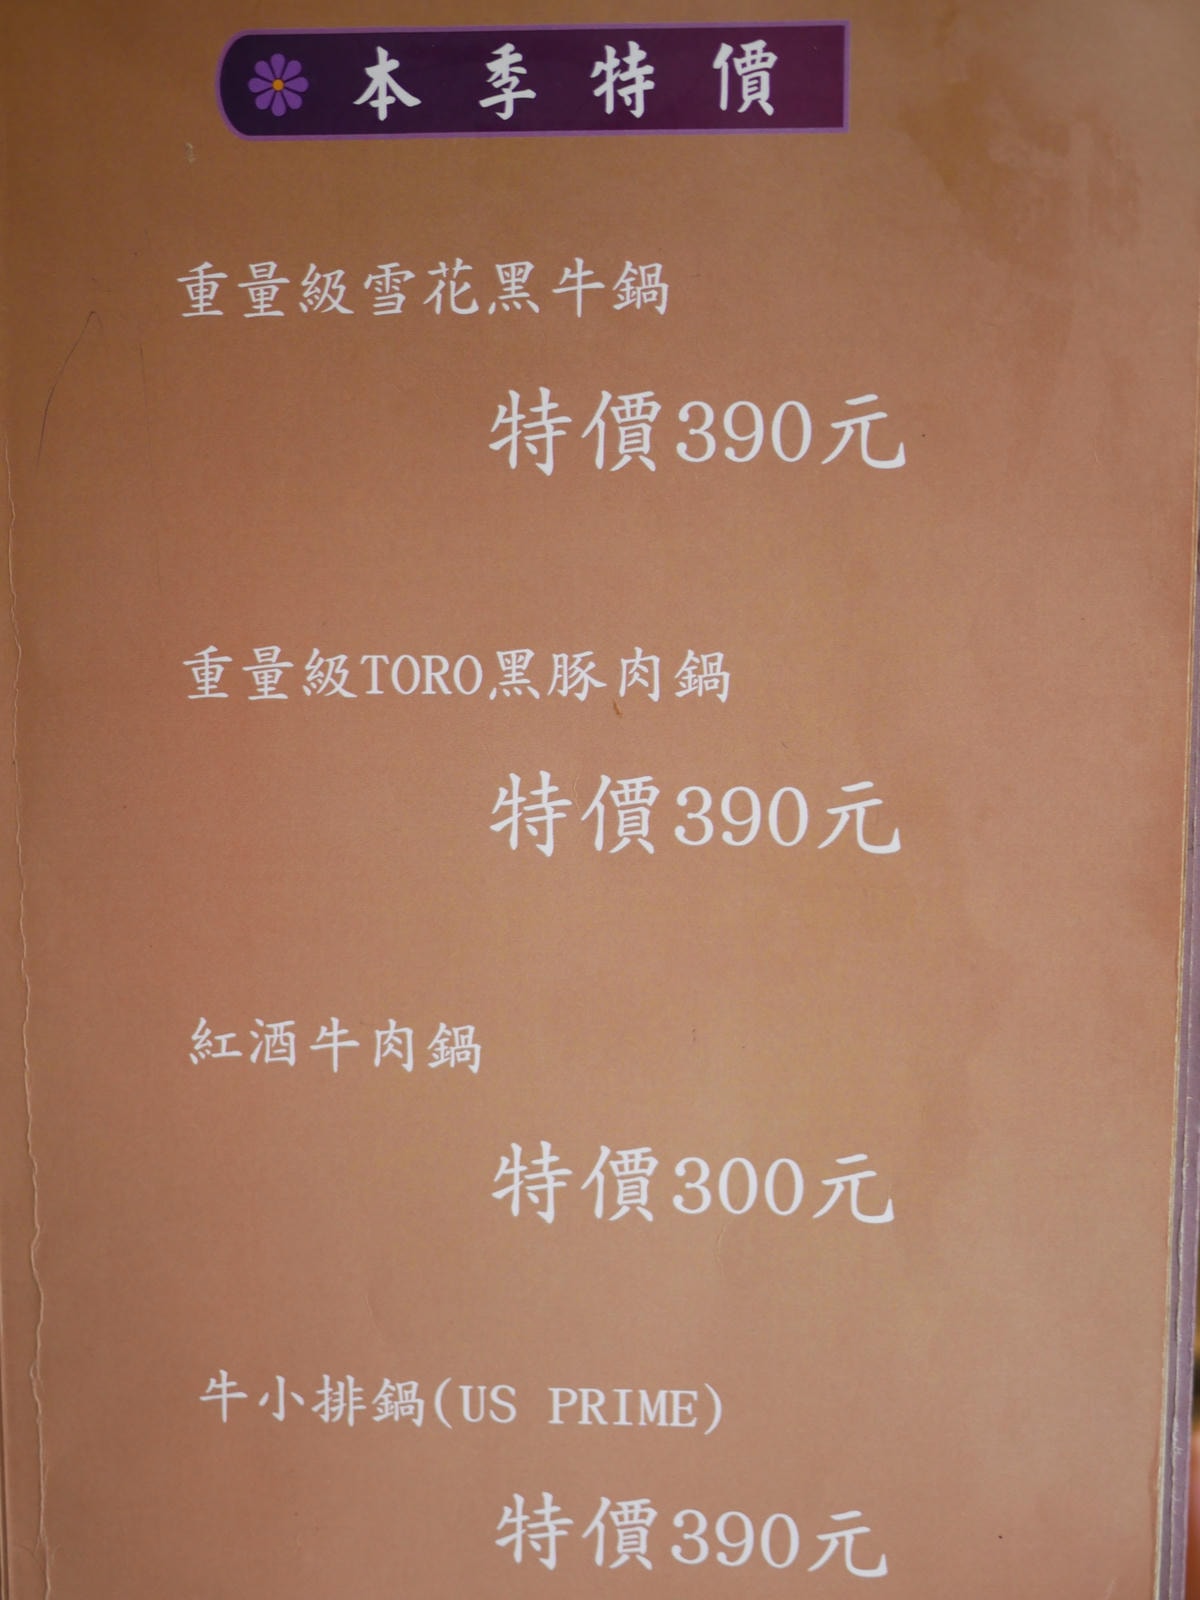 本季特價
重量級雪花黑牛鍋
特價390元
重量級TORO黑豚肉鍋
特價390元
紅酒牛肉鍋
特價300元
牛小排鍋(US PRIME)
特價390元